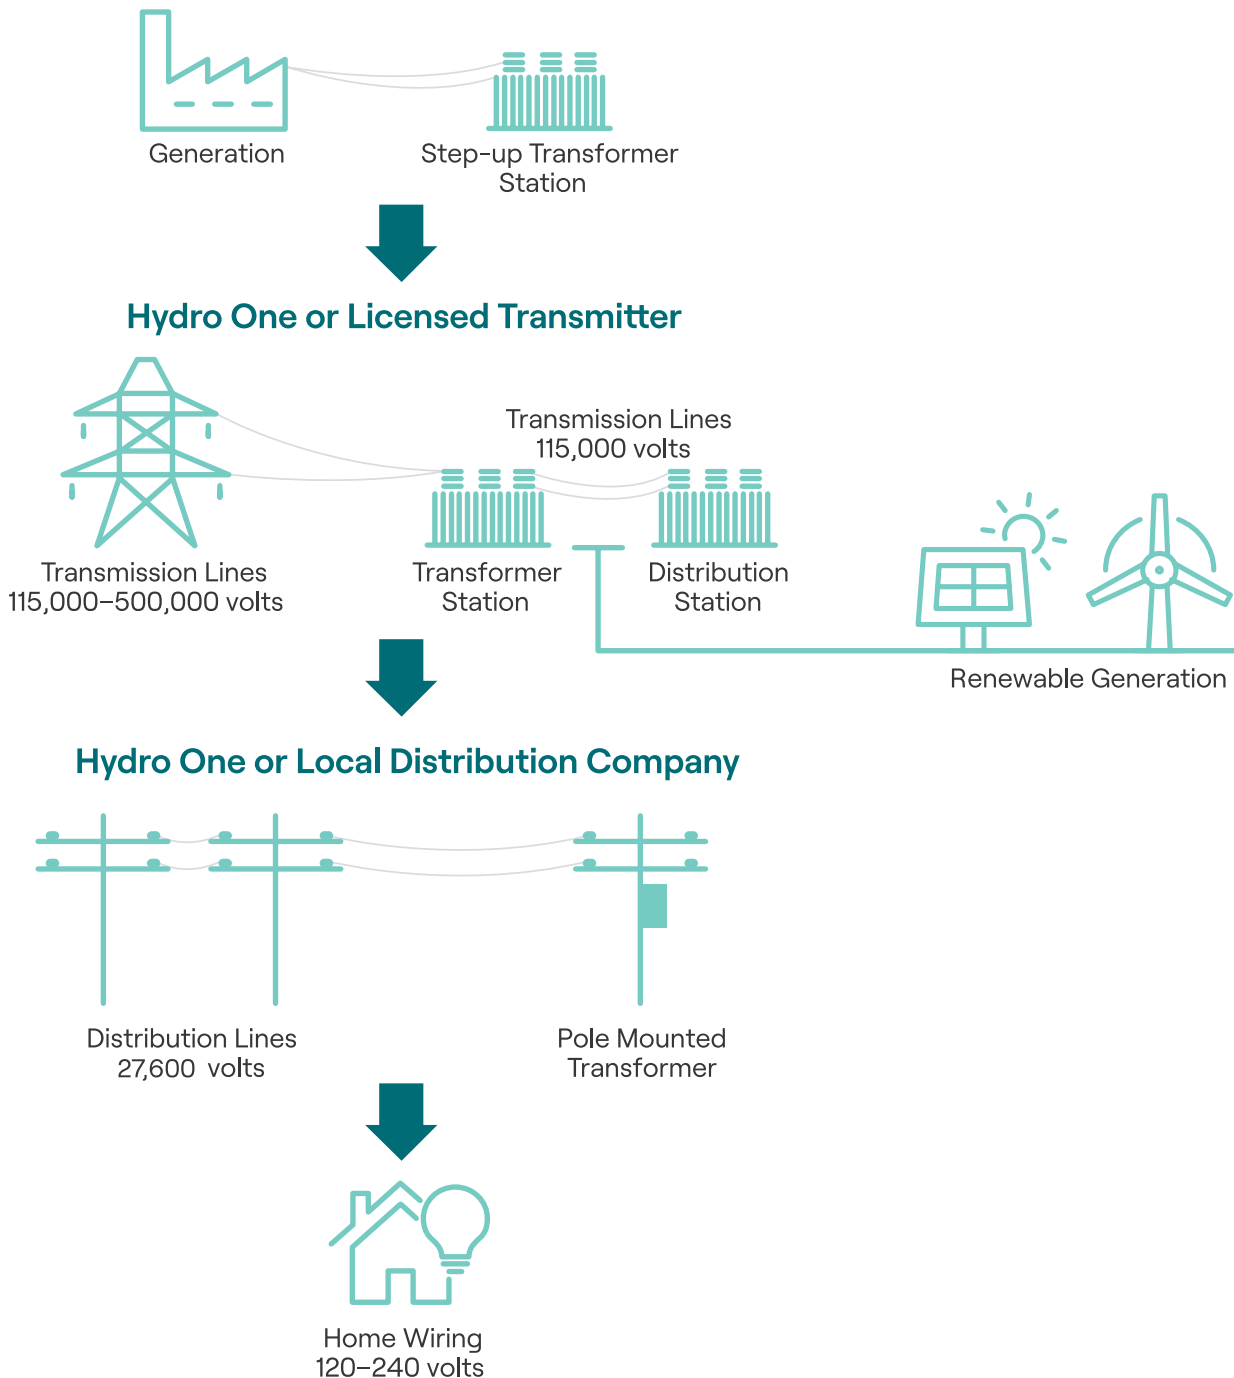 Generation
Step-up Transformer
Station
Hydro One or Licensed Transmitter
Transmission Lines
115,000 volts
Transmission Lines
115,000–500,000 volts
Transformer
Station
Distribution
Station
Renewable Generation
Hydro One or Local Distribution Company
Distribution Lines
27,600 volts
Pole Mounted
Transformer
Home Wiring
120–240 volts